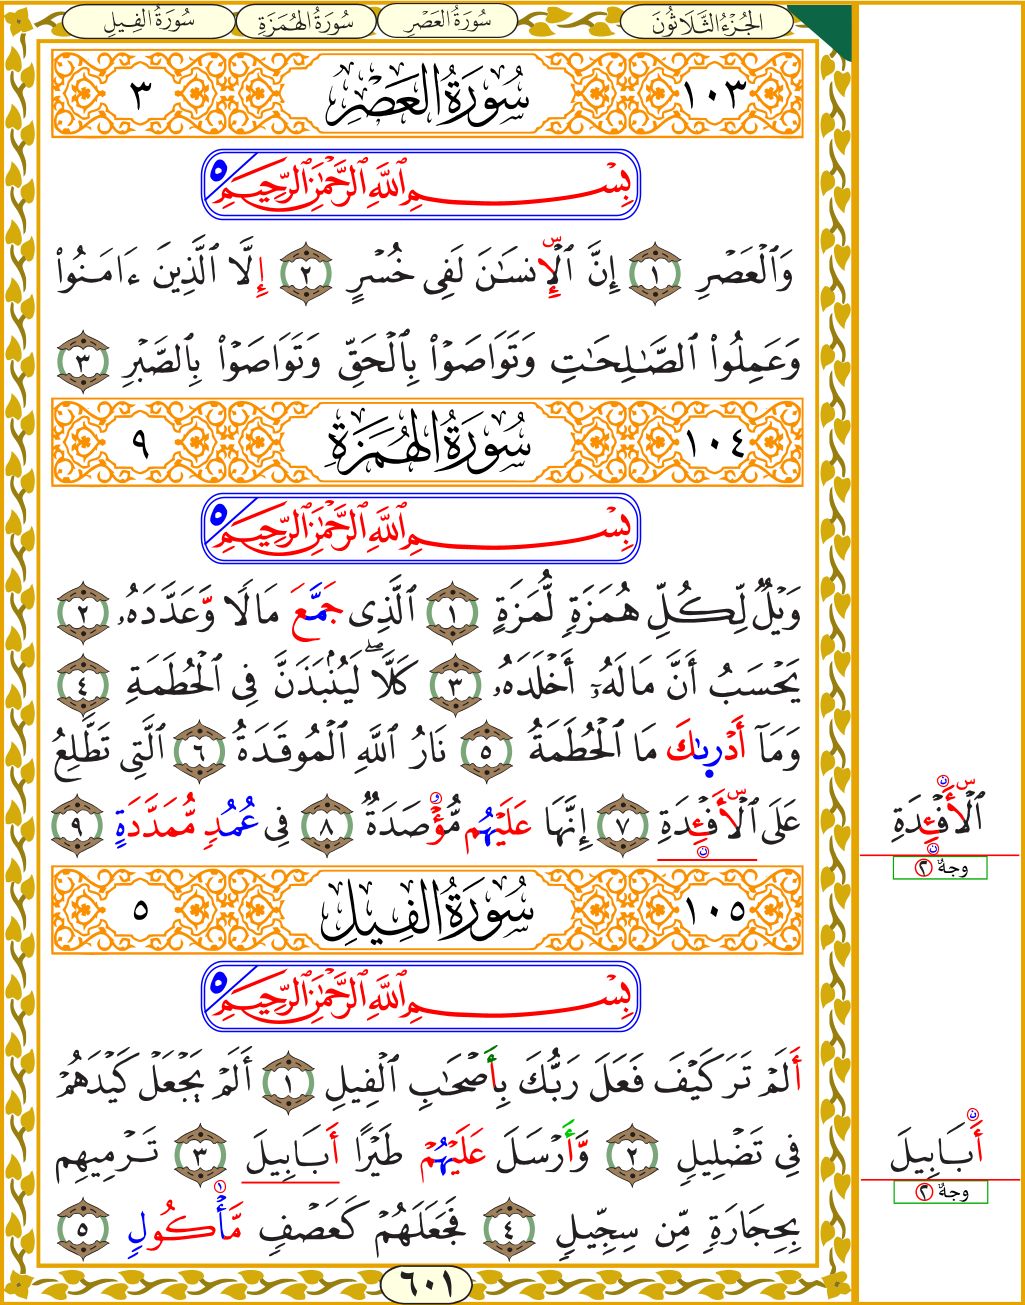 الجُزْءُ الثَّلَاثُونَ سُورَةُ العَصْرِ سُورَةُ الهُمَزَةِ سُورَةُ الفِيلِ
١٠٣ سُورَةُ العَصْرِ ٣
بِسْمِ ٱللَّهِ ٱلرَّحْمَٰنِ ٱلرَّحِيمِ ٥
وَٱلْعَصْرِ ١ إِنَّ ٱلْإِنسَٰنَ لَفِى خُسْرٍ ٢ إِلَّا ٱلَّذِينَ ءَامَنُوا۟
وَعَمِلُوا۟ ٱلصَّٰلِحَٰتِ وَتَوَاصَوْا۟ بِٱلْحَقِّ وَتَوَاصَوْا۟ بِٱلصَّبْرِ ٣
١٠٤ سُورَةُ الهُمَزَةِ ٩
بِسْمِ ٱللَّهِ ٱلرَّحْمَٰنِ ٱلرَّحِيمِ ٥
وَيْلٌ لِّكُلِّ هُمَزَةٍ لُّمَزَةٍ ١ ٱلَّذِى جَمَّعَ مَالًا وَّعَدَّدَهُۥ ٢
يَحْسَبُ أَنَّ مَالَهُۥٓ أَخْلَدَهُۥ ٣ كَلَّا ۖ لَيُنۢبَذَنَّ فِى ٱلْحُطَمَةِ ٤
وَمَآ أَدْرِىٰكَ مَا ٱلْحُطَمَةُ ٥ نَارُ ٱللَّهِ ٱلْمُوقَدَةُ ٦ ٱلَّتِى تَطَّلِعُ
عَلَى ٱلْأَفْـِٔدَةِ ٧ إِنَّهَا عَلَيْهُم مُّؤْصَدَةٌ ٨ فِى عُمُدٍ مُّمَدَّدَةٍ ٩
ٱلْأَفْـِٔدَةِ
وجهٌ ٢
١٠٥ سُورَةُ الفِيلِ ٥
بِسْمِ ٱللَّهِ ٱلرَّحْمَٰنِ ٱلرَّحِيمِ ٥
أَلَمْ تَرَ كَيْفَ فَعَلَ رَبُّكَ بِأَصْحَٰبِ ٱلْفِيلِ ١ أَلَمْ يَجْعَلْ كَيْدَهُمْ
فِى تَضْلِيلٍ ٢ وَّأَرْسَلَ عَلَيْهُمْ طَيْرًا أَبَابِيلَ ٣ تَرْمِيهِم
أَبَابِيلَ
وجهٌ ٢
بِحِجَارَةٍ مِّن سِجِّيلٍ ٤ فَجَعَلَهُمْ كَعَصْفٍ مَّأْكُولٍ ٥
٦٠١